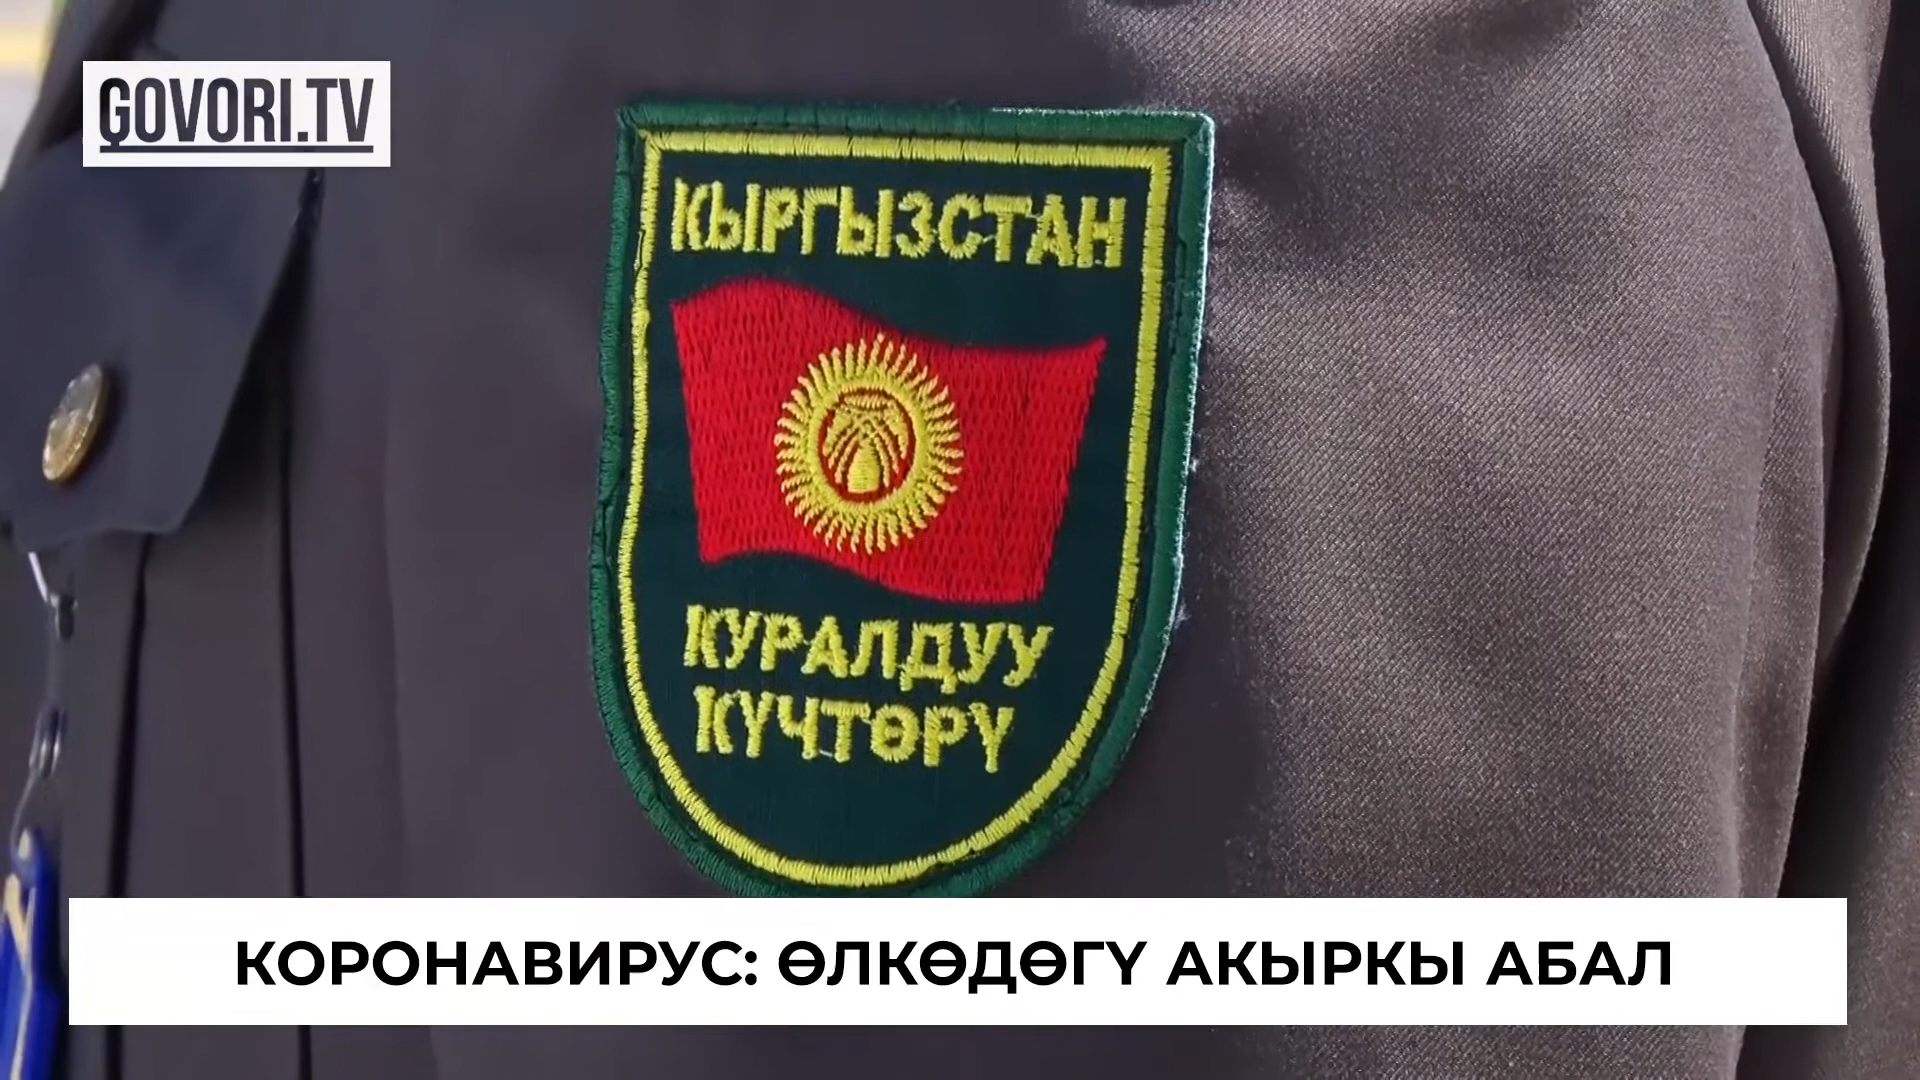 GOVORI.TV
КЫРГЫЗСТАН
КУРАЛДУУ
КҮЧТӨРҮ
КОРОНАВИРУС: ӨЛКӨДӨГҮ АКЫРКЫ АБАЛ